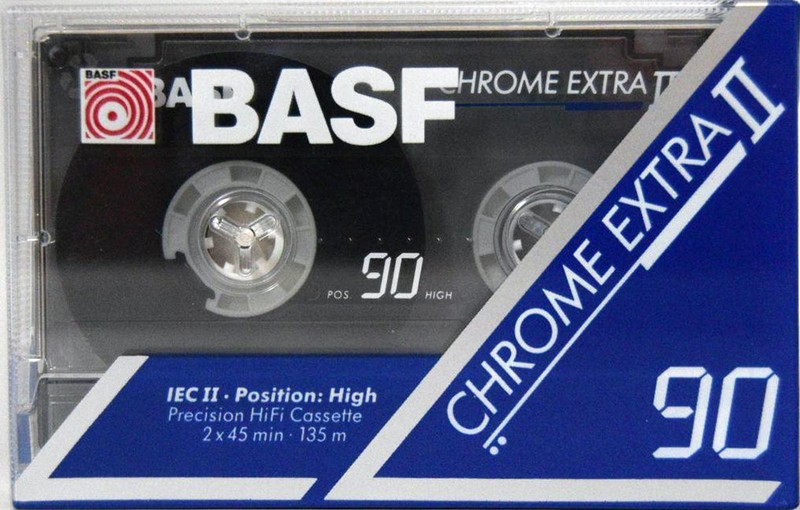 BASF
BASF
CHROME EXTRA II
POS. 90 HIGH
CHROME EXTRA II
90
IEC II · Position: High
Precision HiFi Cassette
2 x 45 min · 135 m